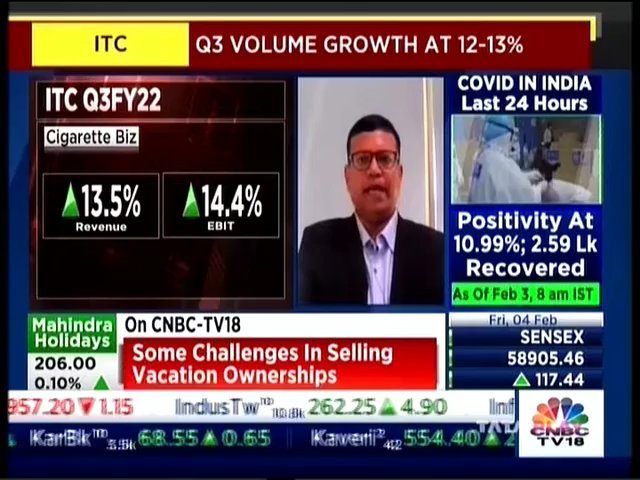 ITC
Q3 VOLUME GROWTH AT 12-13%
ITC Q3FY22
Cigarette Biz
13.5%
Revenue
14.4%
EBIT
COVID IN INDIA
Last 24 Hours
Positivity At
10.99%; 2.59 Lk
Recovered
As Of Feb 3, 8 am IST
Mahindra
Holidays
206.00
0.10%
On CNBC-TV18
Some Challenges In Selling
Vacation Ownerships
Fri, 04 Feb
SENSEX
58905.46
117.44
957.20 1.15 IndusTw 262.25 4.90 Inf
KarBk 68.55 0.65 Kaveri 554.40 2
CNBC
TV18